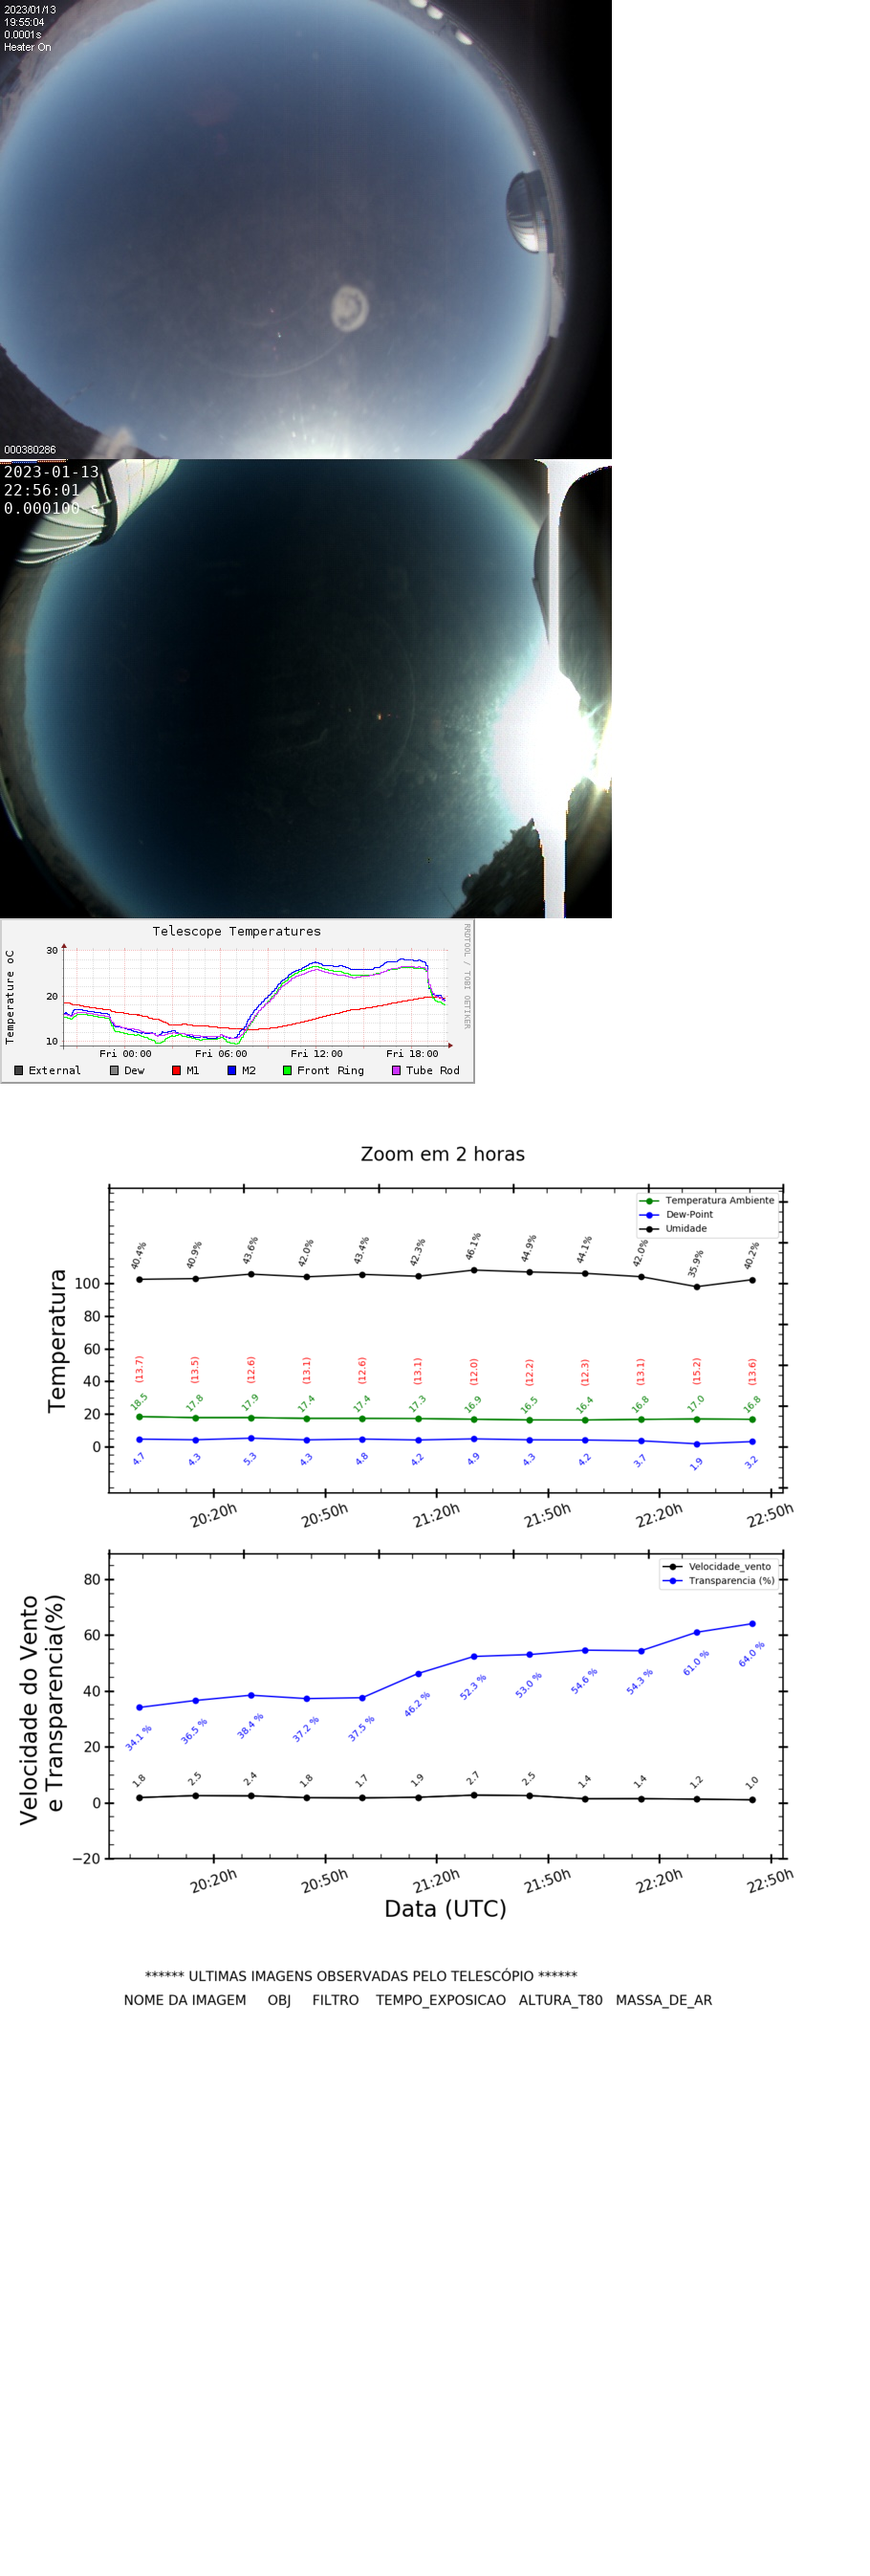 2023/01/13
19:55:04
0.0001s
Heater On
000380286
2023-01-13
22:56:01
0.000100 s
Telescope Temperatures
Temperature oC
30
20
10
Fri 00:00 Fri 06:00 Fri 12:00 Fri 18:00
External Dew M1 M2 Front Ring Tube Rod
RRDTOOL / TOBI OETIKER
Zoom em 2 horas
Temperatura
Temperatura Ambiente
Dew-Point
Umidade
40.4% 40.9% 43.6% 42.0% 43.4% 42.3% 46.1% 44.9% 44.1% 42.0% 35.9% 40.2%
100
80
60
40
20
0
(13.7) (13.5) (12.6) (13.1) (12.6) (13.1) (12.0) (12.2) (12.3) (13.1) (15.2) (13.6)
18.5 17.8 17.9 17.4 17.4 17.3 16.9 16.5 16.4 16.8 17.0 16.8
4.7 4.3 5.3 4.3 4.8 4.2 4.9 4.3 4.2 3.7 1.9 3.2
20:20h 20:50h 21:20h 21:50h 22:20h 22:50h
Velocidade do Vento
e Transparencia(%)
Velocidade_vento
Transparencia (%)
80
60
40
20
0
−20
34.1 % 36.5 % 38.4 % 37.2 % 37.5 % 46.2 % 52.3 % 53.0 % 54.6 % 54.3 % 61.0 % 64.0 %
1.8 2.5 2.4 1.8 1.7 1.9 2.7 2.5 1.4 1.4 1.2 1.0
20:20h 20:50h 21:20h 21:50h 22:20h 22:50h
Data (UTC)
****** ULTIMAS IMAGENS OBSERVADAS PELO TELESCÓPIO ******
NOME DA IMAGEM OBJ FILTRO TEMPO_EXPOSICAO ALTURA_T80 MASSA_DE_AR